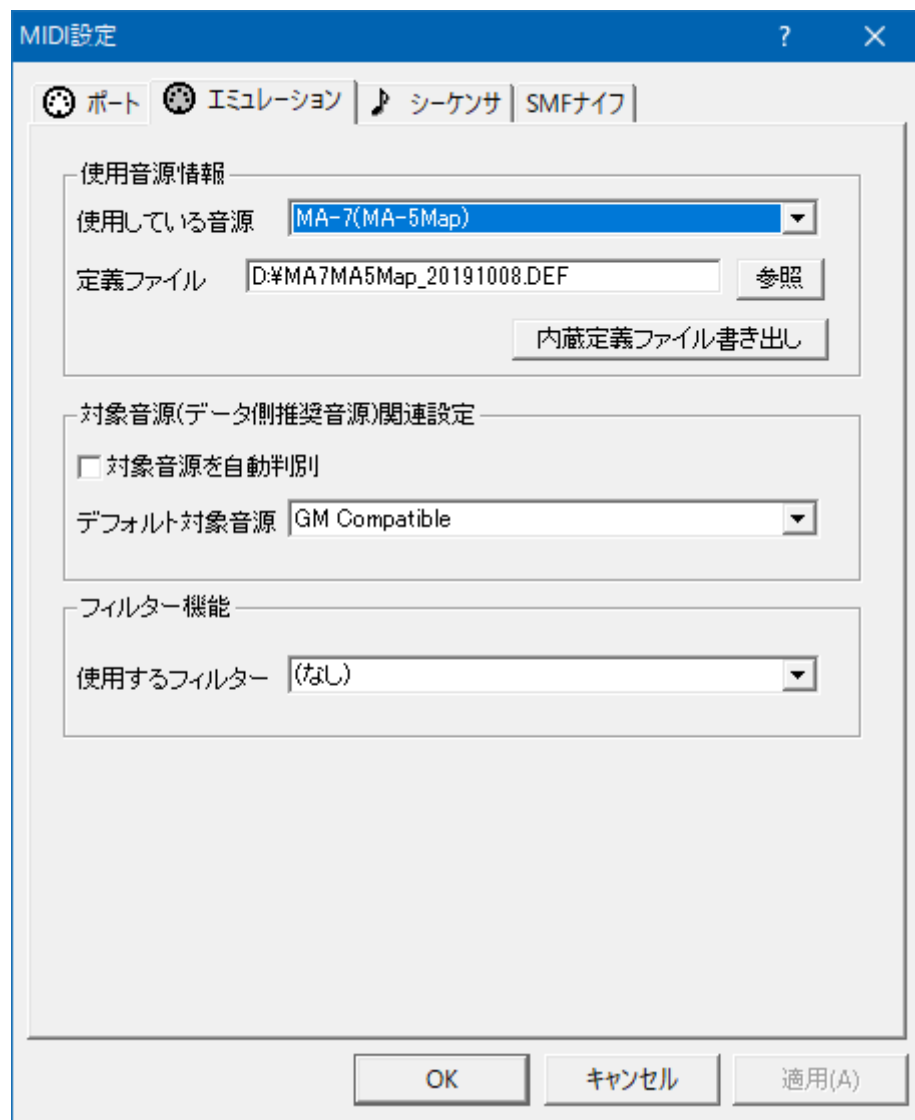 MIDI設定
ポート エミュレーション シーケンサ SMFナイフ
使用音源情報
使用している音源 MA-7(MA-5Map)
定義ファイル D:¥MA7MA5Map_20191008.DEF 参照
内蔵定義ファイル書き出し
対象音源(データ側推奨音源)関連設定
対象音源を自動判別
デフォルト対象音源 GM Compatible
フィルター機能
使用するフィルター (なし)
OK キャンセル 適用(A)